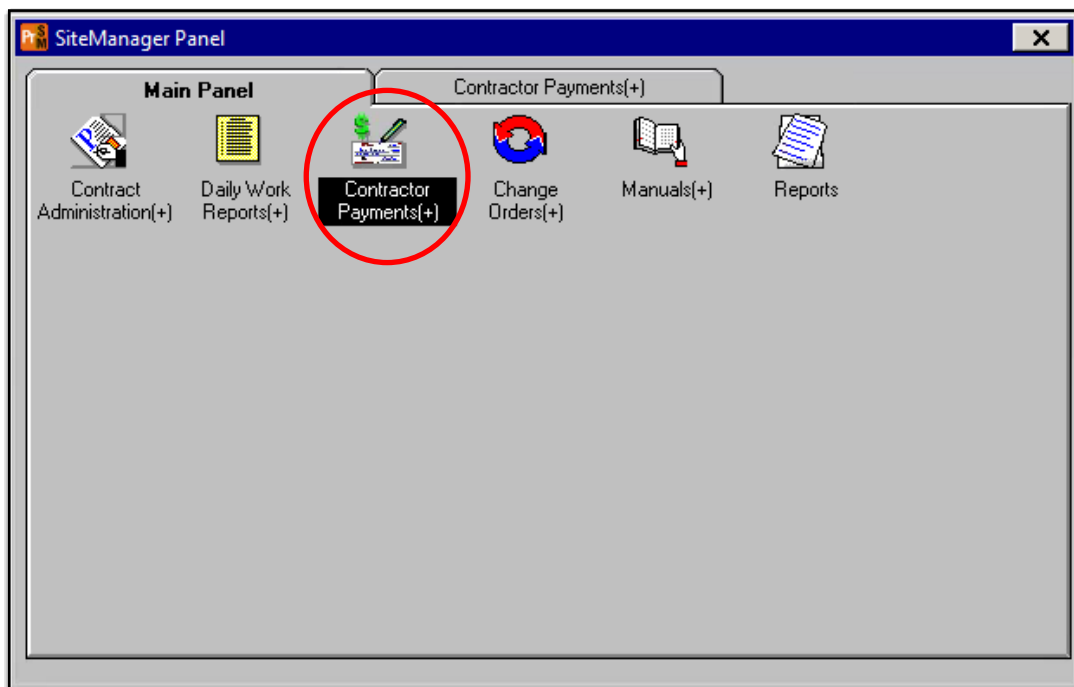 SiteManager Panel
Main Panel
Contractor Payments(+)
Contract
Administration(+)
Daily Work
Reports(+)
Contractor
Payments(+)
Change
Orders(+)
Manuals(+)
Reports